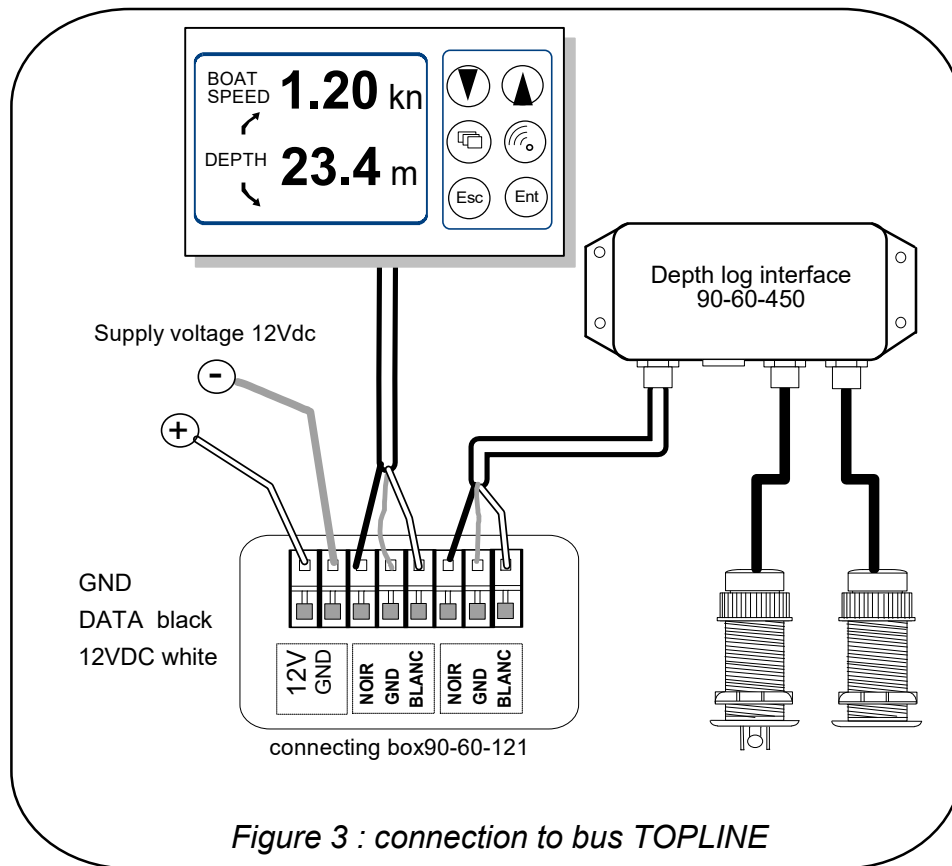 BOAT
SPEED 1.20 kn
DEPTH 23.4 m
Esc Ent
Depth log interface
90-60-450
Supply voltage 12Vdc
-
+
GND
DATA black
12VDC white
12V
GND
NOIR
GND
BLANC
NOIR
GND
BLANC
connecting box90-60-121
Figure 3 : connection to bus TOPLINE